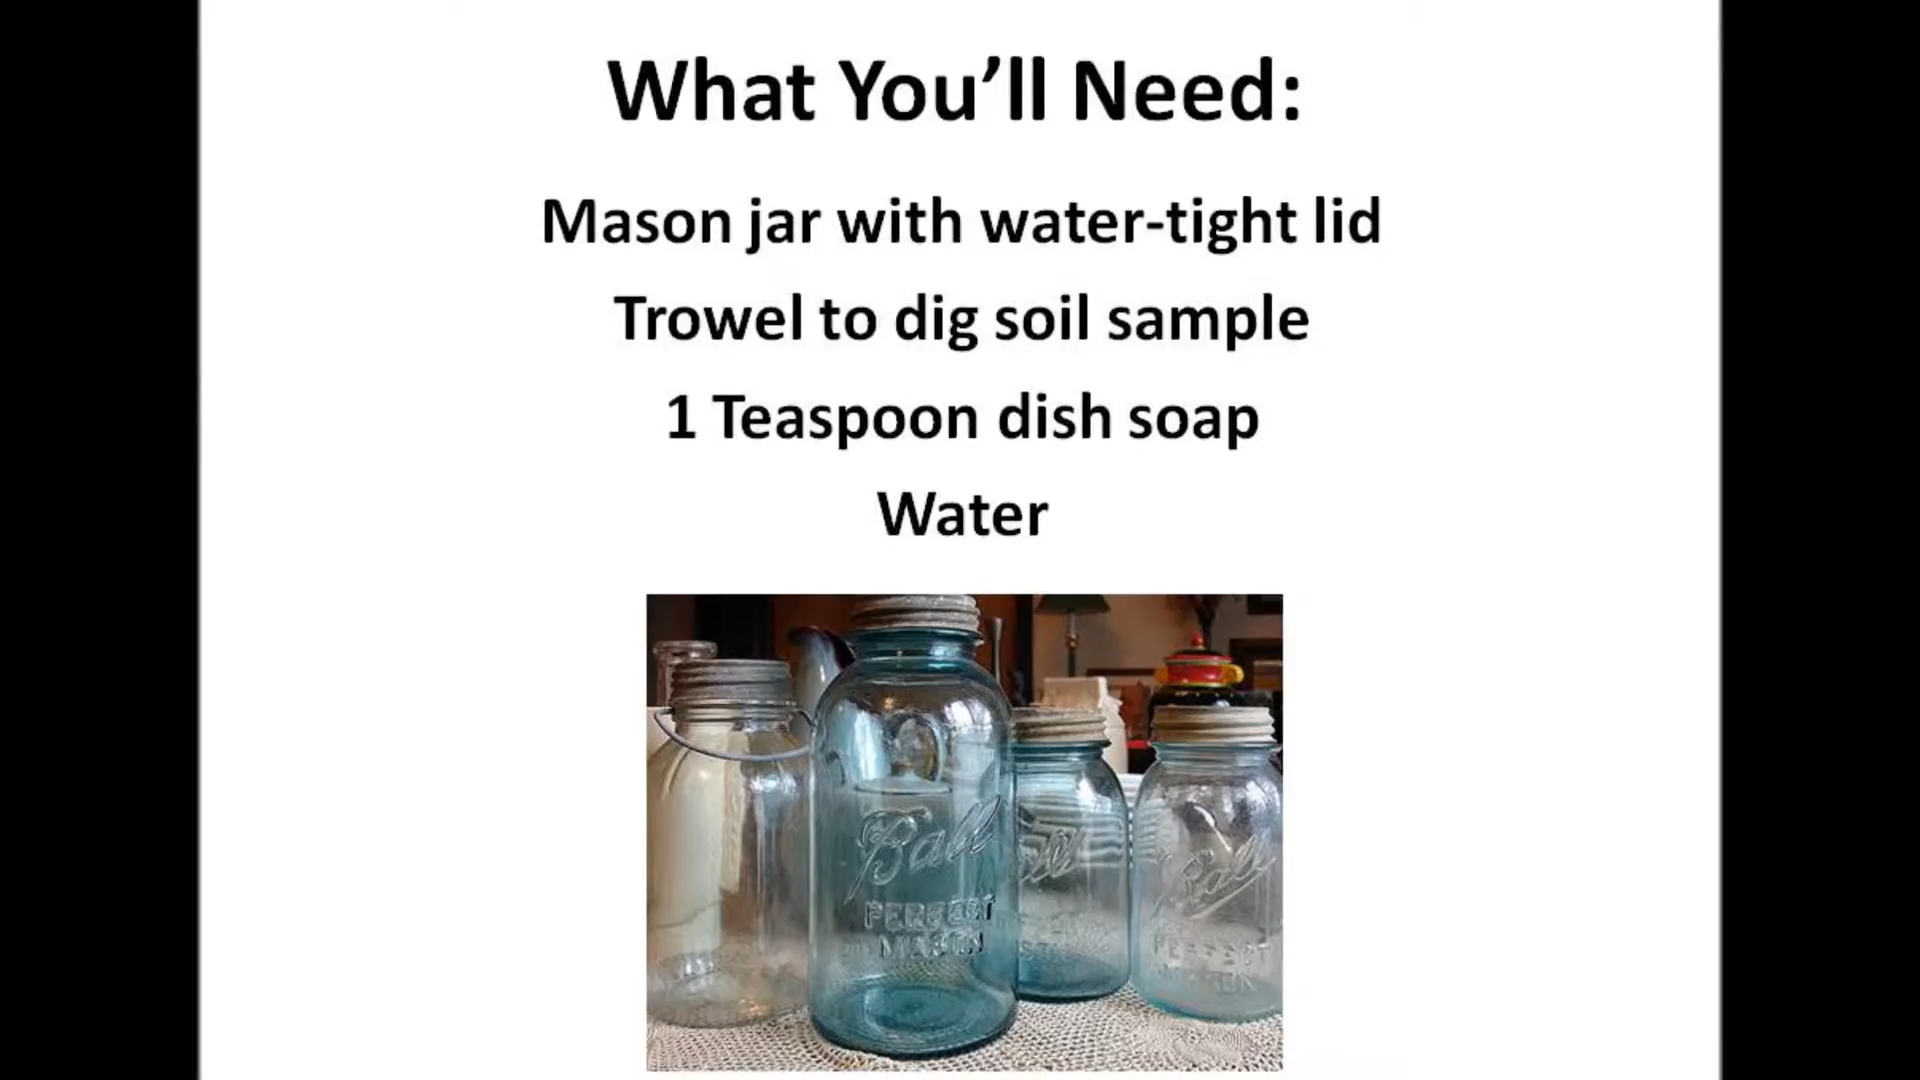 What You’ll Need:
Mason jar with water-tight lid
Trowel to dig soil sample
1 Teaspoon dish soap
Water
Ball
PERFECT
MASON
Ball